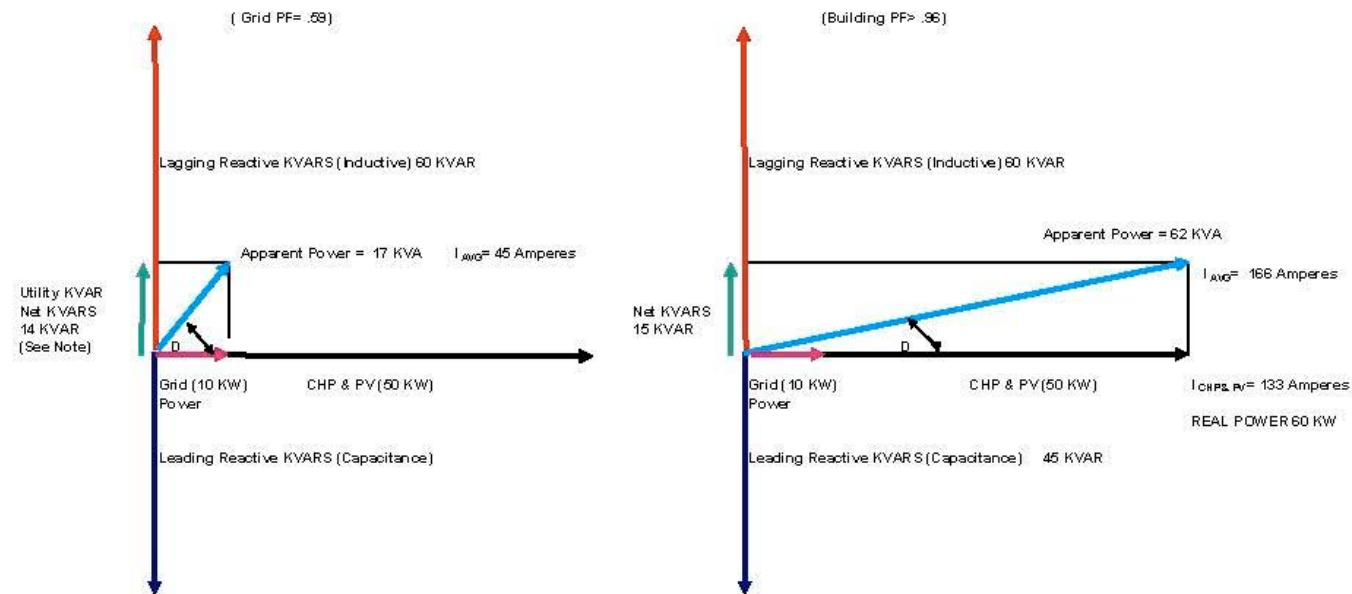 ( Grid PF= .59)
Lagging Reactive KVARS (Inductive) 60 KVAR
Apparent Power = 17 KVA I AVG= 45 Amperes
Utility KVAR
Net KVARS
14 KVAR
(See Note)
D
Grid (10 KW)
Power
CHP & PV (50 KW)
Leading Reactive KVARS (Capacitance)
(Building PF> .96)
Lagging Reactive KVARS (Inductive) 60 KVAR
Apparent Power = 62 KVA
I AVG= 166 Amperes
Net KVARS
15 KVAR
D
Grid (10 KW)
Power
CHP & PV (50 KW)
I CHP& PV= 133 Amperes
REAL POWER 60 KW
Leading Reactive KVARS (Capacitance) 45 KVAR